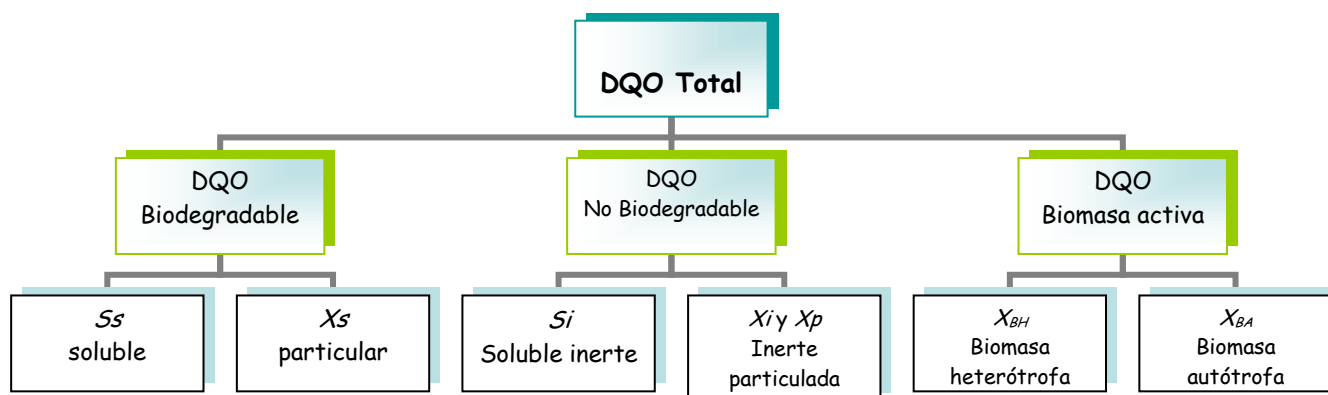 DQO Total
DQO
Biodegradable
DQO
No Biodegradable
DQO
Biomasa activa
Ss
soluble
Xs
particular
Si
Soluble inerte
Xi y Xp
Inerte
particulada
XBH
Biomasa
heterótrofa
XBA
Biomasa
autótrofa